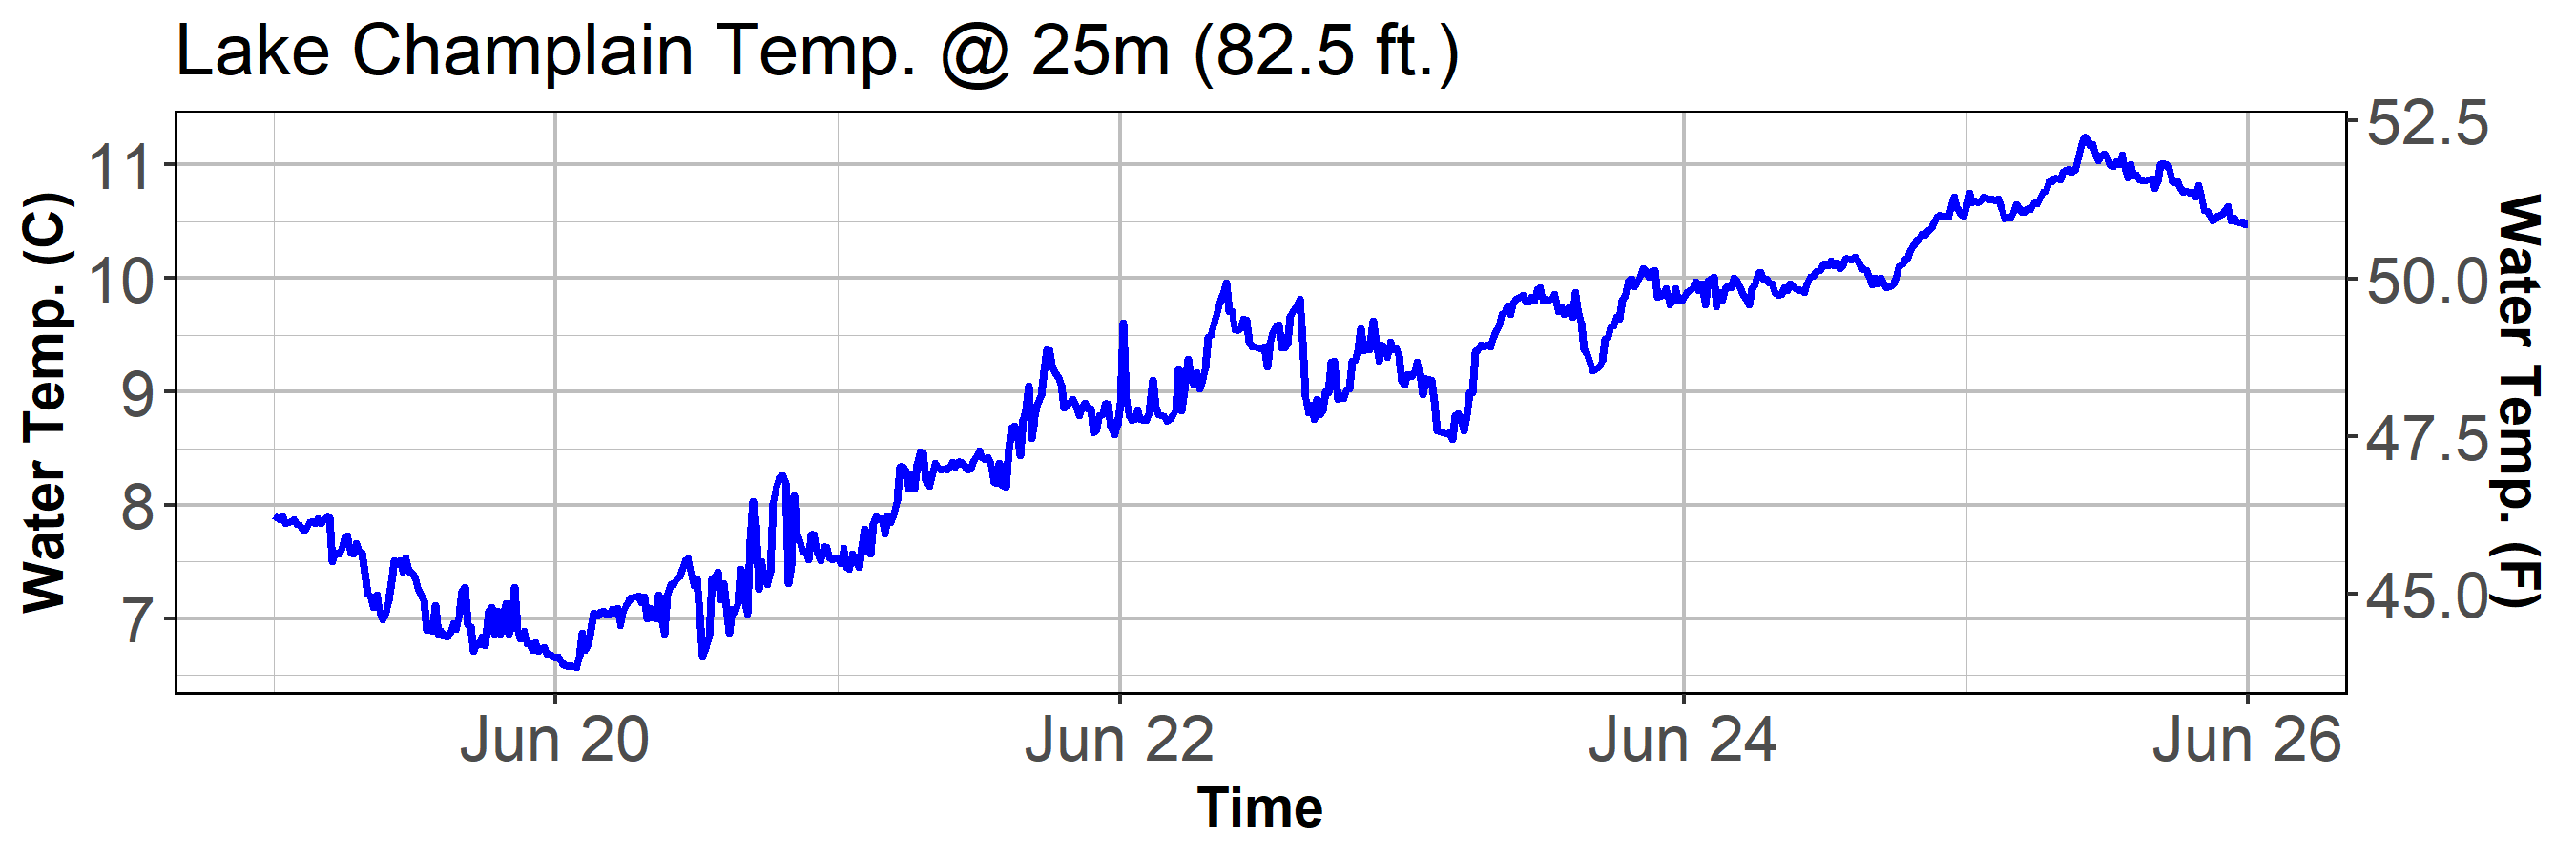 Lake Champlain Temp. @ 25m (82.5 ft.)
Water Temp. (C)
11
10
9
8
7
52.5
50.0
47.5
45.0
Water Temp. (F)
Jun 20
Jun 22
Jun 24
Jun 26
Time